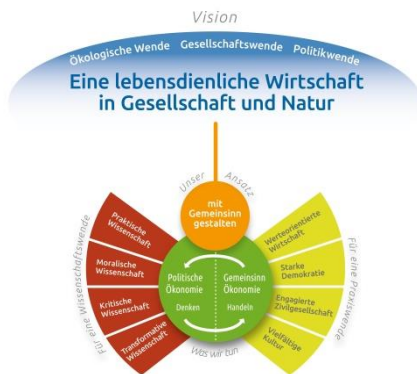 Vision
Ökologische Wende Gesellschaftswende Politikwende
Eine lebensdienliche Wirtschaft
in Gesellschaft und Natur
Unser Ansatz
mit
Gemeinsinn
gestalten
Für eine Wissenschaftswende
Praktische
Wissenschaft
Moralische
Wissenschaft
Kritische
Wissenschaft
Transformative
Wissenschaft
Politische
Ökonomie
Denken
Gemeinsinn
Ökonomie
Handeln
Was wir tun
Werteorientierte
Wirtschaft
Starke
Demokratie
Engagierte
Zivilgesellschaft
Vielfältige
Kultur
Für eine Praxiswende